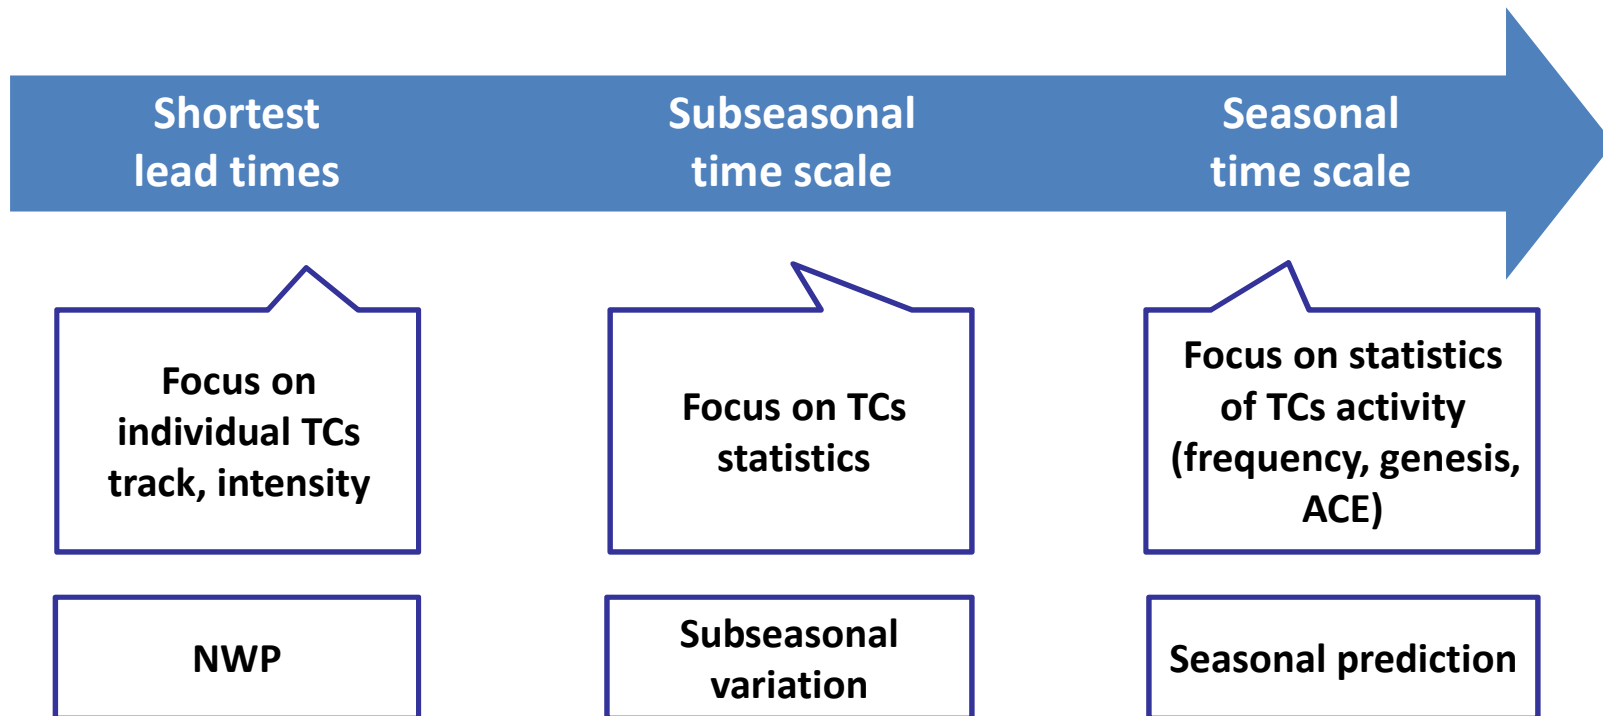 Shortest
lead times
Subseasonal
time scale
Seasonal
time scale
Focus on
individual TCs
track, intensity
Focus on TCs
statistics
Focus on statistics
of TCs activity
(frequency, genesis,
ACE)
NWP
Subseasonal
variation
Seasonal prediction